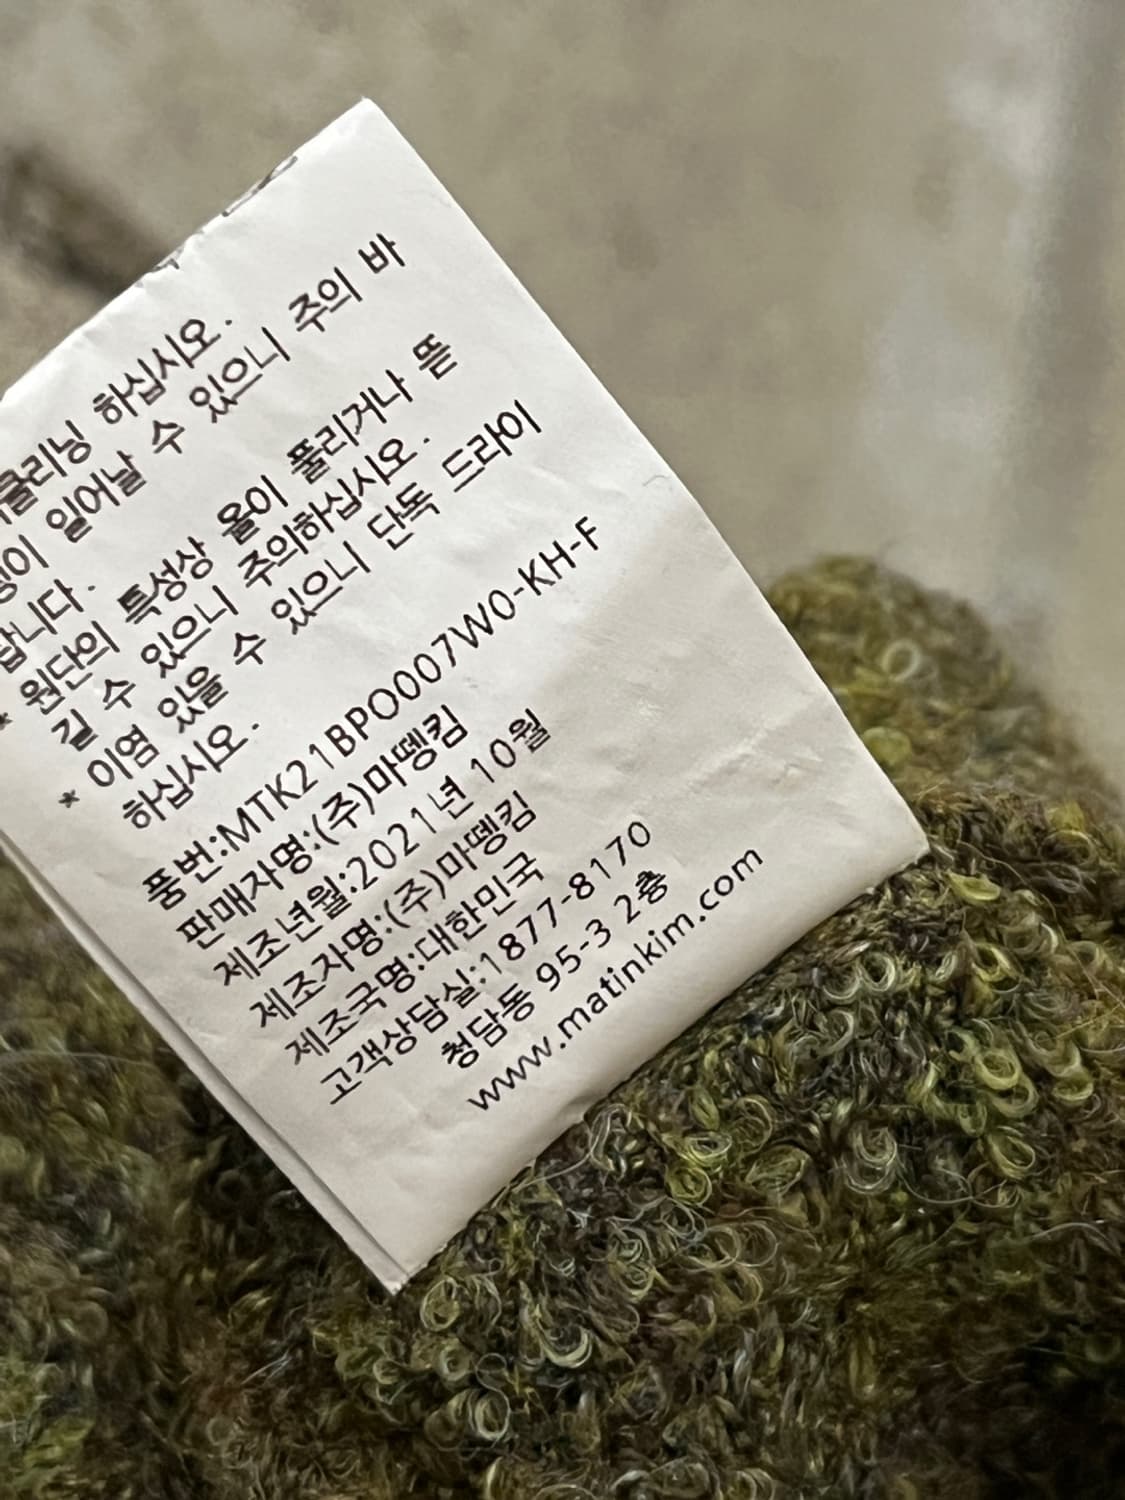 클리닝 하십시오.
일어날 수 있으니 주의 바
랍니다.
* 원단의 특성상 올이 풀리거나 뜯
길 수 있으니 주의하십시오.
* 이염 있을 수 있으니 단독 드라이
하십시오.
품번:MTK21BPO007W0-KH-F
판매자명:(주)마뗑킴
제조년월:2021년 10월
제조자명:(주)마뗑킴
제조국명:대한민국
고객상담실:1877-8170
청담동 95-3 2층
www.matinkim.com